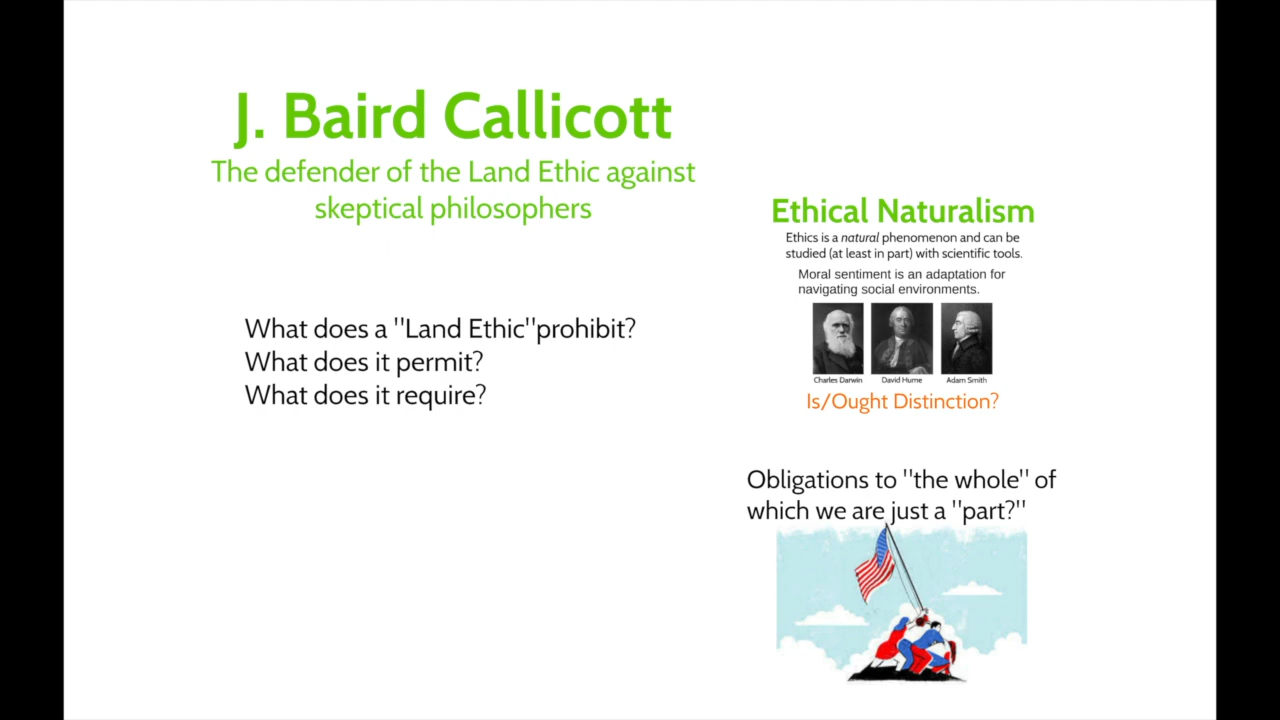 J. Baird Callicott
The defender of the Land Ethic against
skeptical philosophers
What does a "Land Ethic"prohibit?
What does it permit?
What does it require?
Ethical Naturalism
Ethics is a natural phenomenon and can be
studied (at least in part) with scientific tools.
Moral sentiment is an adaptation for
navigating social environments.
Charles Darwin David Hume Adam Smith
Is/Ought Distinction?
Obligations to "the whole" of
which we are just a "part?"